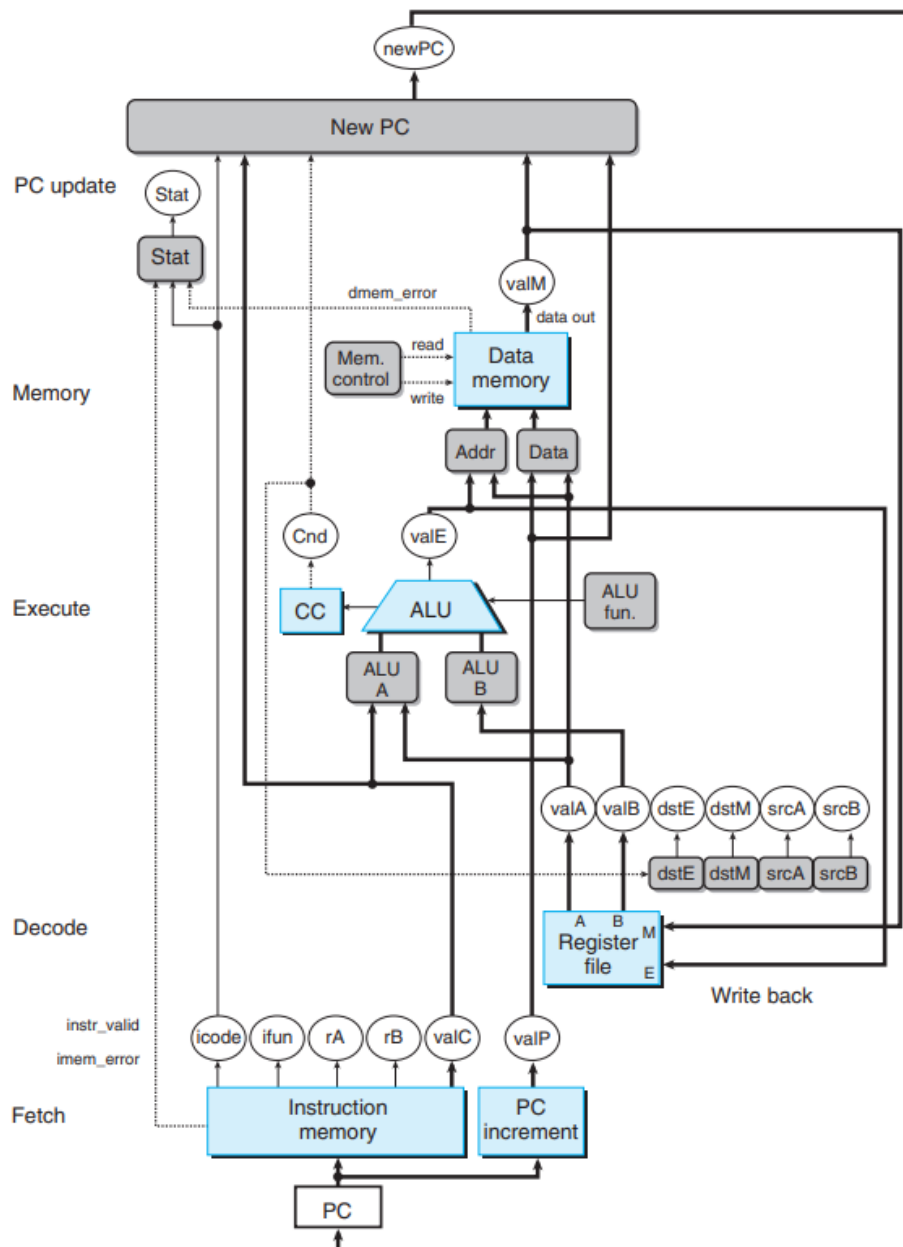 newPC
New PC
PC update
Stat
Stat
valM
dmem_error
data out
read
Mem.
control
Data
memory
Memory
write
Addr
Data
Cnd
valE
ALU
fun.
Execute
CC
ALU
ALU
A
ALU
B
valA
valB
dstE
dstM
srcA
srcB
dstE
dstM
srcA
srcB
Decode
A
B
M
Register
file
E
Write back
instr_valid
icode
ifun
rA
rB
valC
valP
imem_error
Fetch
Instruction
memory
PC
increment
PC